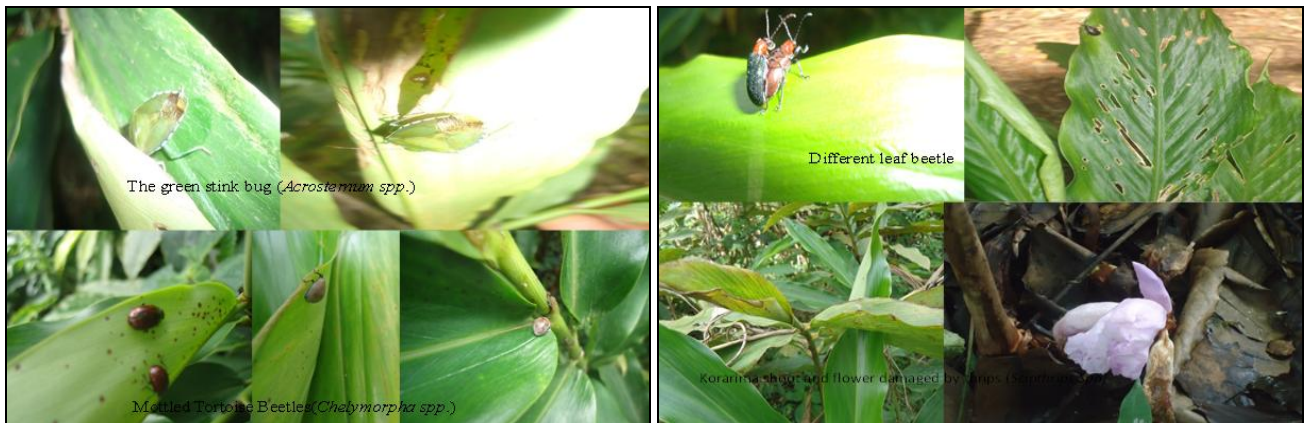 The green stink bug (Acrosternum spp.)
Mottled Tortoise Beetles(Chelymorpha spp.)
Different leaf beetle
Korarima shoot and flower damaged by thrips (